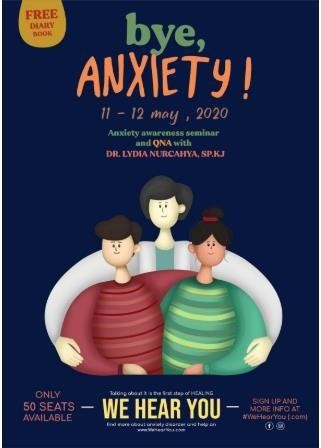 FREE
DIARY
BOOK
bye,
ANXIETY!
11 - 12 may, 2020
Anxiety awareness seminar
and QNA with
DR. LYDIA NURCAHYA, SP.KJ
ONLY
50 SEATS
AVAILABLE
Talking about it is the first step of HEALING
WE HEAR YOU
find more about anxiety disorder and help on
www.WeHearYou.com
SIGN UP AND
MORE INFO AT
#WeHearYou(.com)